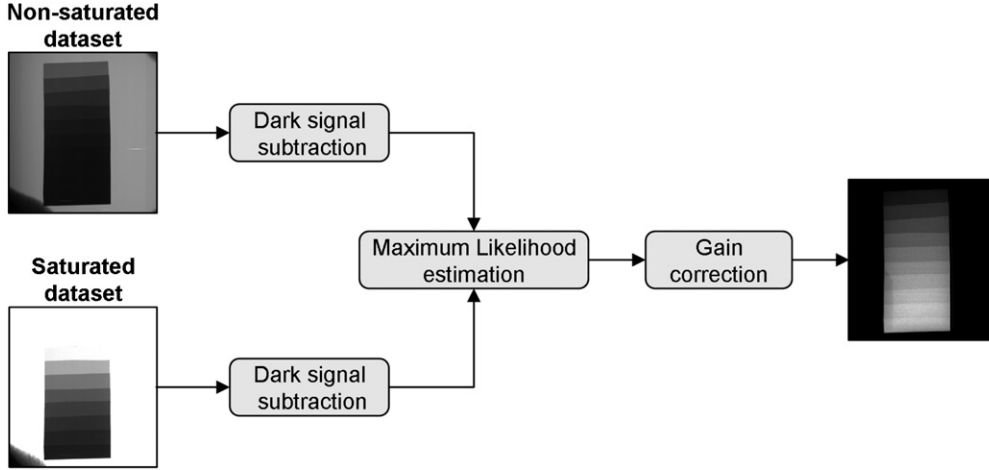 Non-saturated
dataset
Dark signal
subtraction
Maximum Likelihood
estimation
Gain
correction
Saturated
dataset
Dark signal
subtraction